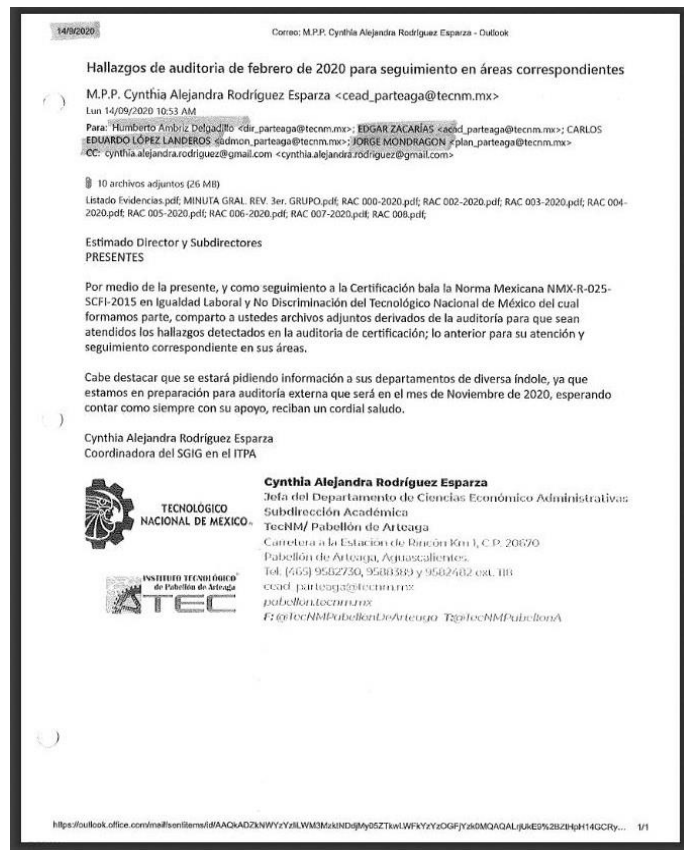 14/9/2020
Correo: M.P.P. Cynthia Alejandra Rodríguez Esparza - Outlook
Hallazgos de auditoria de febrero de 2020 para seguimiento en áreas correspondientes
M.P.P. Cynthia Alejandra Rodríguez Esparza <cead_parteaga@tecnm.mx>
Lun 14/09/2020 10:53 AM
Para: Humberto Ambriz Delgadillo <dir_parteaga@tecnm.mx>; EDGAR ZACARÍAS <acad_parteaga@tecnm.mx>; CARLOS
EDUARDO LÓPEZ LANDEROS <admon_parteaga@tecnm.mx>; JORGE MONDRAGON <plan_parteaga@tecnm.mx>
CC: cynthia.alejandra.rodriguez@gmail.com <cynthia.alejandra.rodriguez@gmail.com>
10 archivos adjuntos (26 MB)
Listado Evidencias.pdf; MINUTA GRAL. REV. 3er. GRUPO.pdf; RAC 000-2020.pdf; RAC 002-2020.pdf; RAC 003-2020.pdf; RAC 004-
2020.pdf; RAC 005-2020.pdf; RAC 006-2020.pdf; RAC 007-2020.pdf; RAC 008.pdf;
Estimado Director y Subdirectores
PRESENTES
Por medio de la presente, y como seguimiento a la Certificación bala la Norma Mexicana NMX-R-025-
SCFI-2015 en Igualdad Laboral y No Discriminación del Tecnológico Nacional de México del cual
formamos parte, comparto a ustedes archivos adjuntos derivados de la auditoría para que sean
atendidos los hallazgos detectados en la auditoria de certificación; lo anterior para su atención y
seguimiento correspondiente en sus áreas.
Cabe destacar que se estará pidiendo información a sus departamentos de diversa índole, ya que
estamos en preparación para auditoría externa que será en el mes de Noviembre de 2020, esperando
contar como siempre con su apoyo, reciban un cordial saludo.
Cynthia Alejandra Rodríguez Esparza
Coordinadora del SGIG en el ITPA
TECNOLÓGICO
NACIONAL DE MÉXICO
INSTITUTO TECNOLÓGICO
de Pabellón de Arteaga
ATEC
Cynthia Alejandra Rodríguez Esparza
Jefa del Departamento de Ciencias Económico Administrativas
Subdirección Académica
TecNM/ Pabellón de Arteaga
Carretera a la Estación de Rincón Km 1, C.P. 20670
Pabellón de Arteaga, Aguascalientes.
Tel. (465) 9582730, 9588389 y 9582482 ext. 118
cead_parteaga@tecnm.mx
pabellon.tecnm.mx
F: @TecNMPabellonDeArteaga T:@TecNMPabellonA
1/1